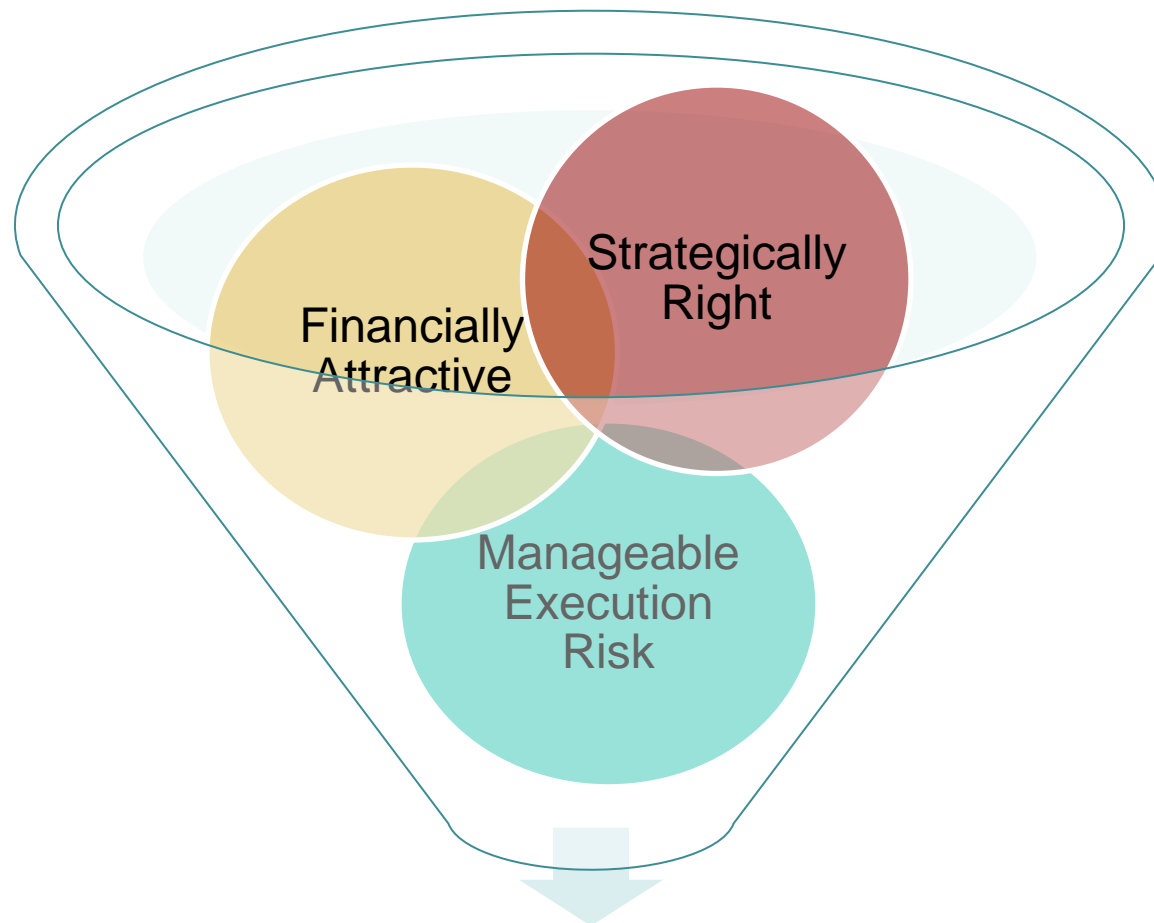 Strategically
Right
Financially
Attractive
Manageable
Execution
Risk